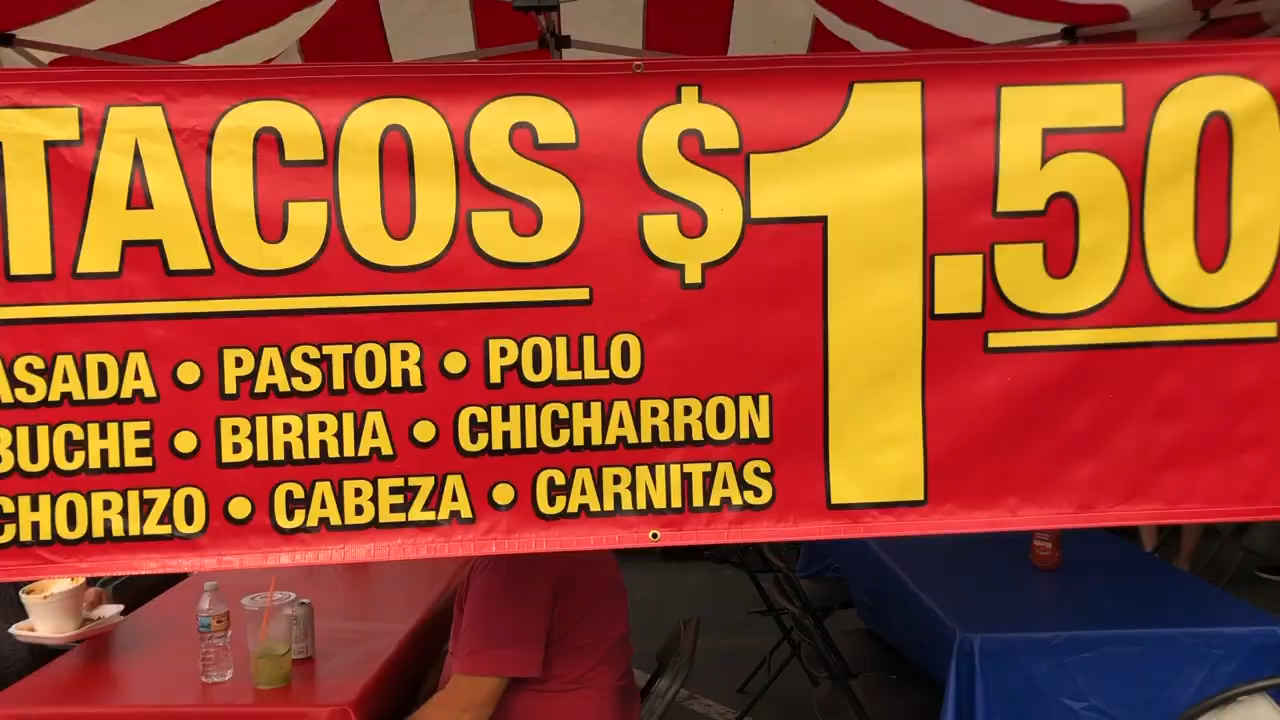 TACOS $1.50
ASADA • PASTOR • POLLO
BUCHE • BIRRIA • CHICHARRON
CHORIZO • CABEZA • CARNITAS